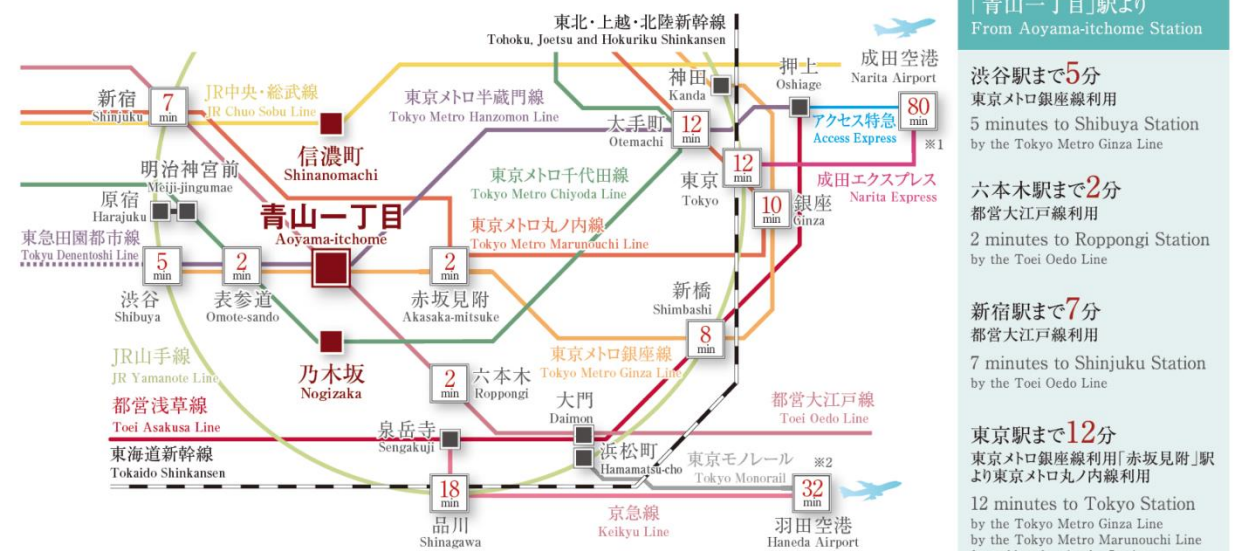 東北・上越・北陸新幹線
Tohoku, Joetsu and Hokuriku Shinkansen
成田空港
Narita Airport
押上
Oshiage
神田
Kanda
新宿
Shinjuku
7
min
JR中央・総武線
JR Chuo Sobu Line
東京メトロ半蔵門線
Tokyo Metro Hanzomon Line
大手町
Otemachi
12
min
アクセス特急
Access Express
80
min
※1
信濃町
Shinanomachi
明治神宮前
Meiji-jingumae
東京メトロ千代田線
Tokyo Metro Chiyoda Line
東京
Tokyo
12
min
成田エクスプレス
Narita Express
原宿
Harajuku
青山一丁目
Aoyama-itchome
東京メトロ丸ノ内線
Tokyo Metro Marunouchi Line
10
min
銀座
Ginza
東急田園都市線
Tokyu Denentoshi Line
5
min
渋谷
Shibuya
2
min
表参道
Omote-sando
2
min
赤坂見附
Akasaka-mitsuke
新橋
Shimbashi
8
min
JR山手線
JR Yamanote Line
乃木坂
Nogizaka
東京メトロ銀座線
Tokyo Metro Ginza Line
2
min
六本木
Roppongi
大門
Daimon
都営大江戸線
Toei Oedo Line
都営浅草線
Toei Asakusa Line
泉岳寺
Sengakuji
浜松町
Hamamatsu-cho
東京モノレール
Tokyo Monorail
※2
東海道新幹線
Tokaido Shinkansen
18
min
品川
Shinagawa
京急線
Keikyu Line
32
min
羽田空港
Haneda Airport
「青山一丁目」駅より
From Aoyama-itchome Station
渋谷駅まで5分
東京メトロ銀座線利用
5 minutes to Shibuya Station
by the Tokyo Metro Ginza Line
六本木駅まで2分
都営大江戸線利用
2 minutes to Roppongi Station
by the Toei Oedo Line
新宿駅まで7分
都営大江戸線利用
7 minutes to Shinjuku Station
by the Toei Oedo Line
東京駅まで12分
東京メトロ銀座線利用「赤坂見附」駅
より東京メトロ丸ノ内線利用
12 minutes to Tokyo Station
by the Tokyo Metro Ginza Line
by the Tokyo Metro Marunouchi Line